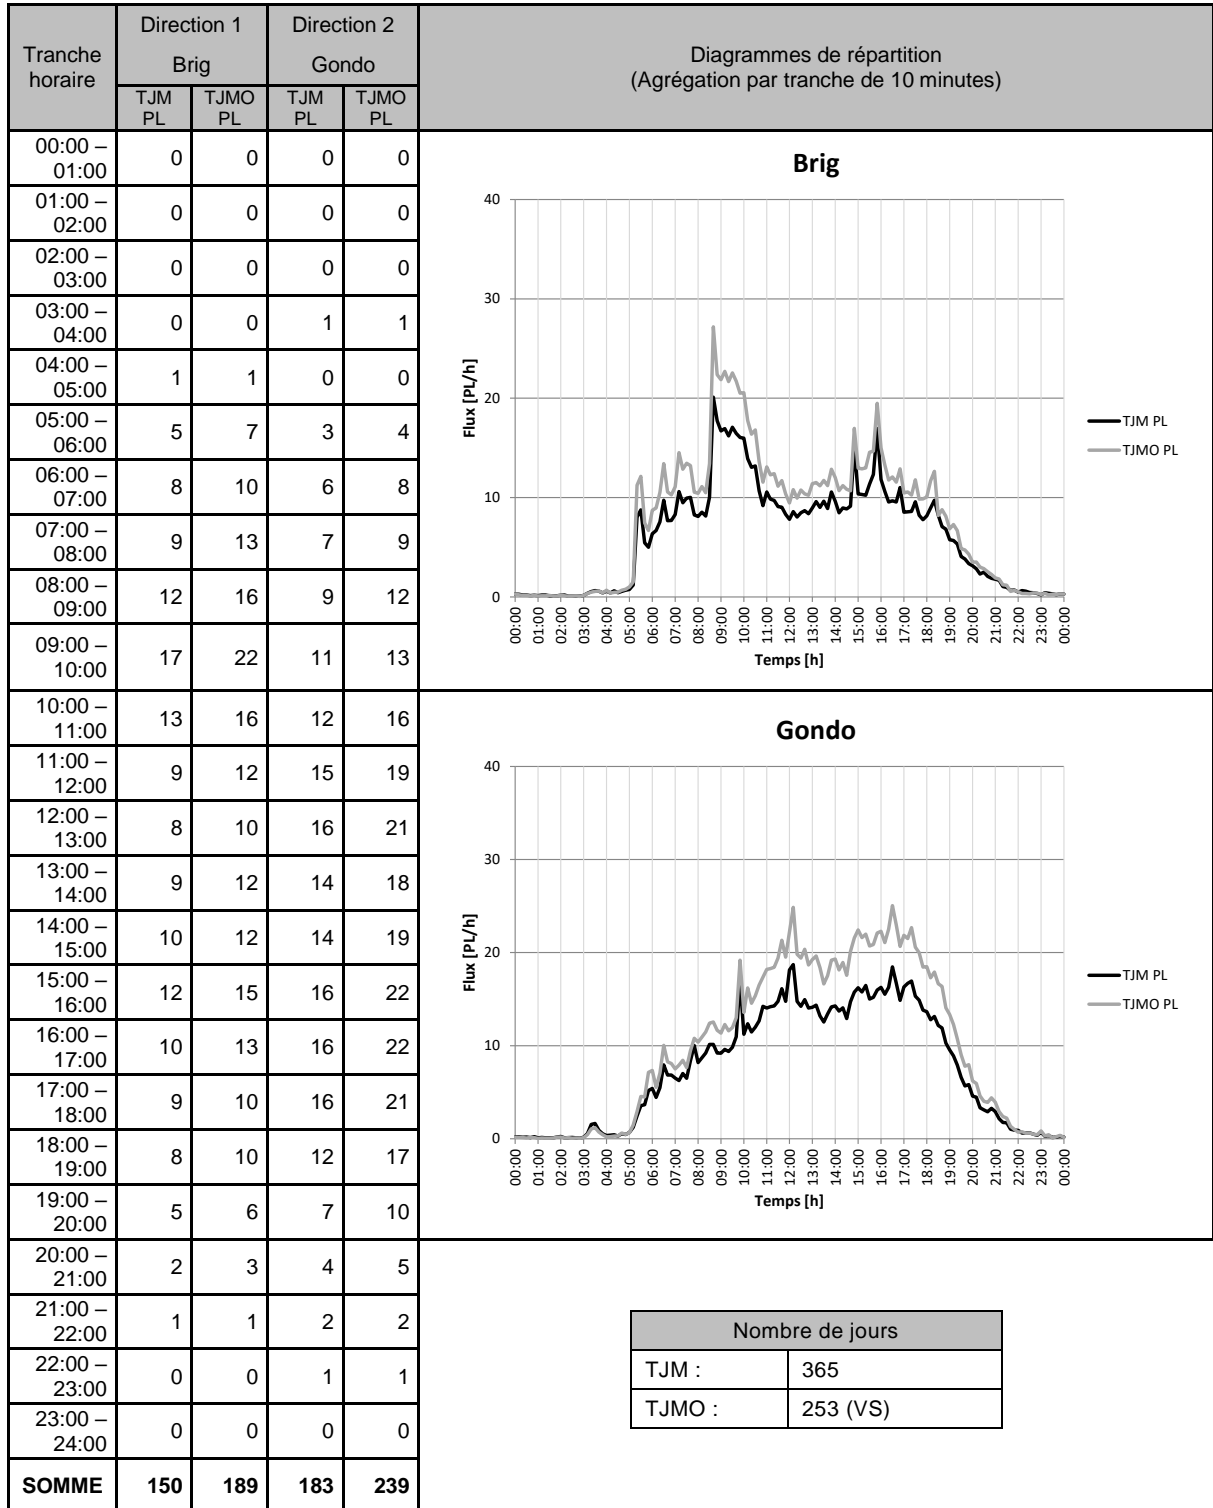 Tranche horaire | Direction 1 | Direction 2 | Diagrammes de répartition
Brig | Gondo | (Agrégation par tranche de 10 minutes)
TJM PL | TJMO PL | TJM PL | TJMO PL
00:00 – 01:00 | 0 | 0 | 0 | 0
01:00 – 02:00 | 0 | 0 | 0 | 0
02:00 – 03:00 | 0 | 0 | 0 | 0
03:00 – 04:00 | 0 | 0 | 1 | 1
04:00 – 05:00 | 1 | 1 | 0 | 0
05:00 – 06:00 | 5 | 7 | 3 | 4
06:00 – 07:00 | 8 | 10 | 6 | 8
07:00 – 08:00 | 9 | 13 | 7 | 9
08:00 – 09:00 | 12 | 16 | 9 | 12
09:00 – 10:00 | 17 | 22 | 11 | 13
10:00 – 11:00 | 13 | 16 | 12 | 16
11:00 – 12:00 | 9 | 12 | 15 | 19
12:00 – 13:00 | 8 | 10 | 16 | 21
13:00 – 14:00 | 9 | 12 | 14 | 18
14:00 – 15:00 | 10 | 12 | 14 | 19
15:00 – 16:00 | 12 | 15 | 16 | 22
16:00 – 17:00 | 10 | 13 | 16 | 22
17:00 – 18:00 | 9 | 10 | 16 | 21
18:00 – 19:00 | 8 | 10 | 12 | 17
19:00 – 20:00 | 5 | 6 | 7 | 10
20:00 – 21:00 | 2 | 3 | 4 | 5
21:00 – 22:00 | 1 | 1 | 2 | 2
22:00 – 23:00 | 0 | 0 | 1 | 1
23:00 – 24:00 | 0 | 0 | 0 | 0
SOMME | 150 | 189 | 183 | 239
Brig
40
30
20
10
0
Flux [PL/h]
00:00 01:00 02:00 03:00 04:00 05:00 06:00 07:00 08:00 09:00 10:00 11:00 12:00 13:00 14:00 15:00 16:00 17:00 18:00 19:00 20:00 21:00 22:00 23:00 00:00
Temps [h]
TJM PL
TJMO PL
Gondo
40
30
20
10
0
Flux [PL/h]
00:00 01:00 02:00 03:00 04:00 05:00 06:00 07:00 08:00 09:00 10:00 11:00 12:00 13:00 14:00 15:00 16:00 17:00 18:00 19:00 20:00 21:00 22:00 23:00 00:00
Temps [h]
TJM PL
TJMO PL
Nombre de jours
TJM : | 365
TJMO : | 253 (VS)